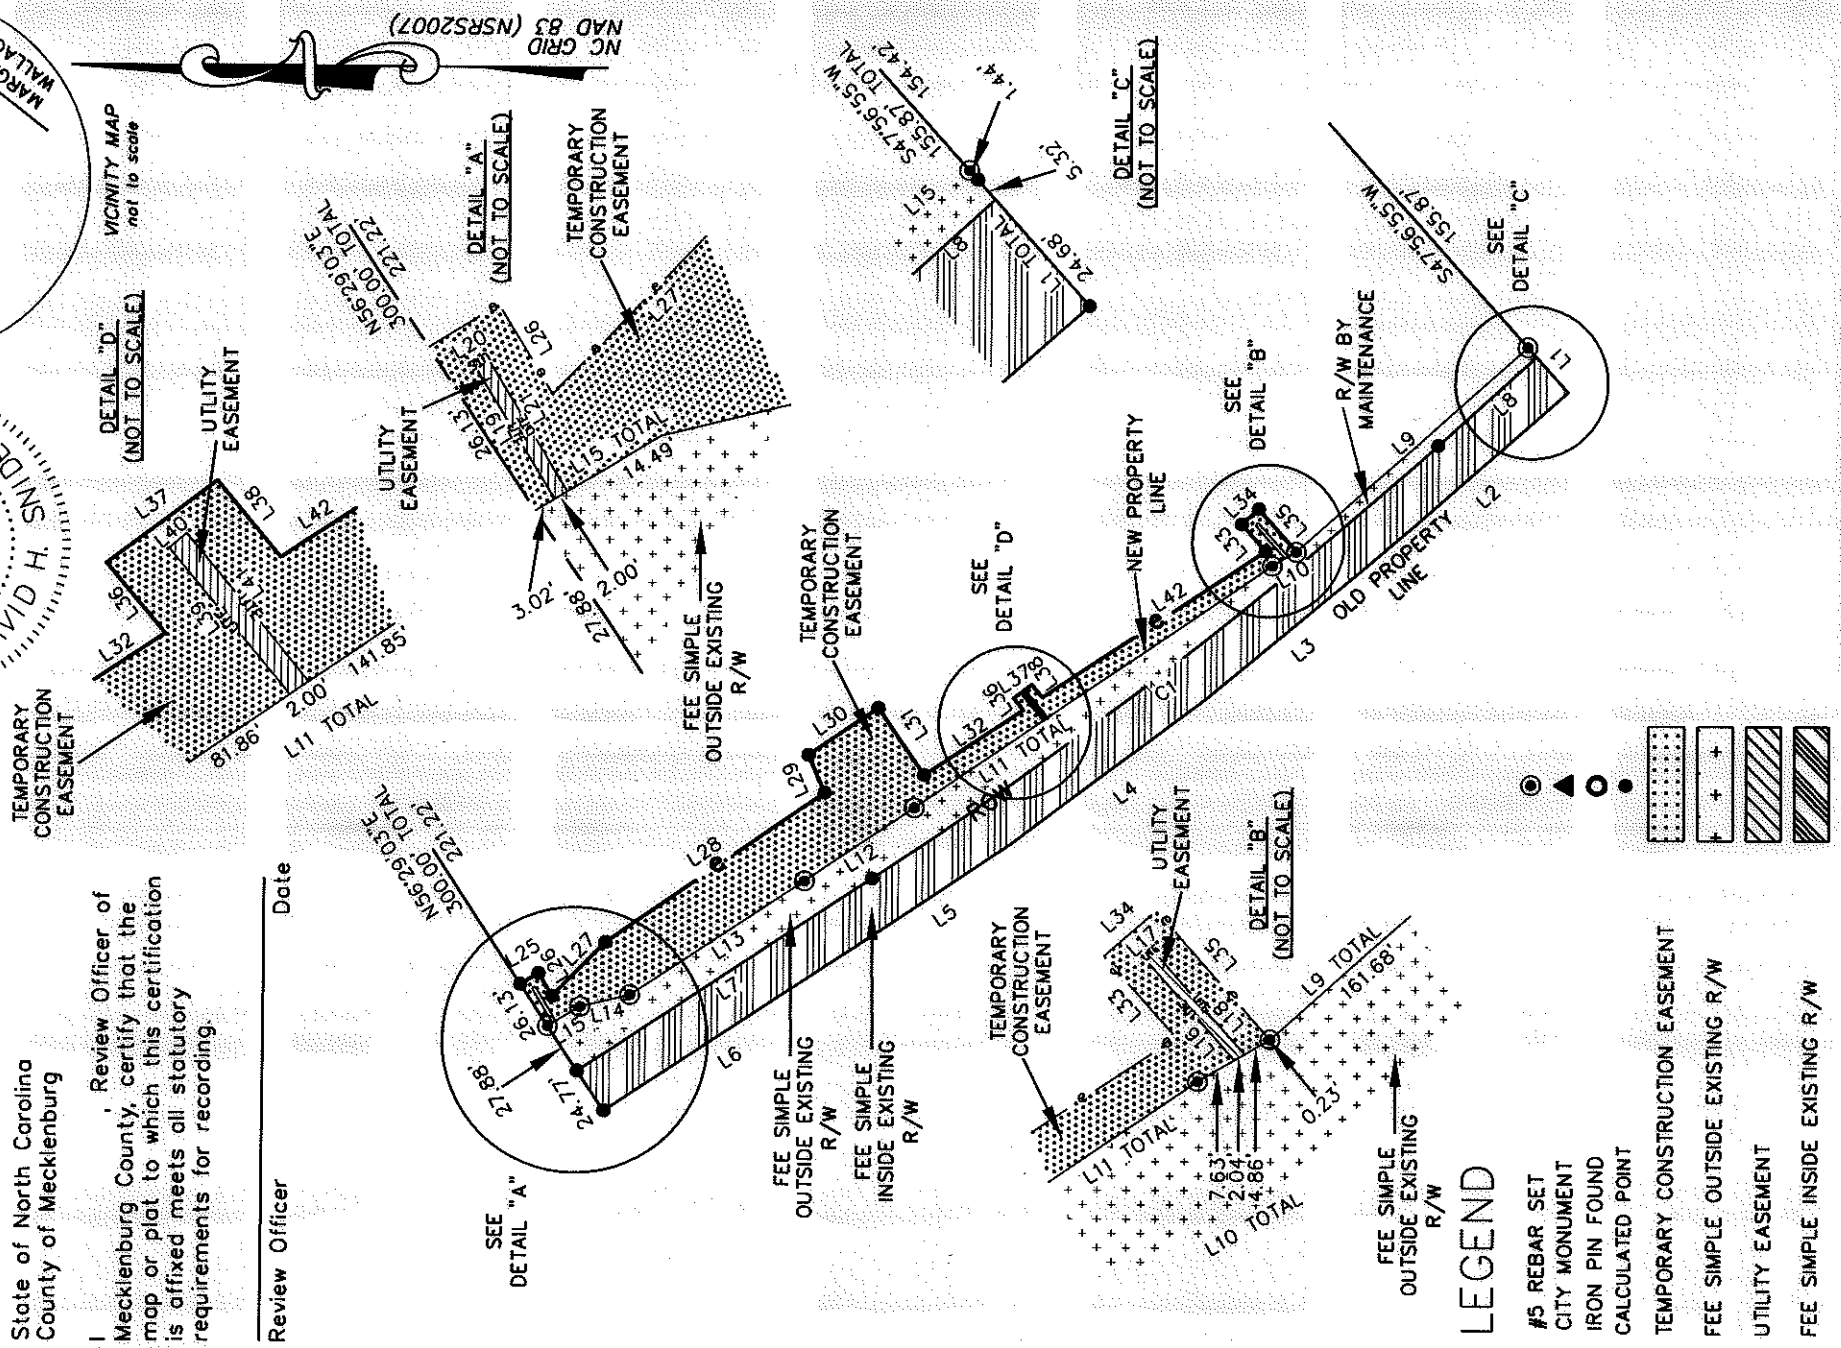 State of North Carolina
County of Mecklenburg
I , Review Officer of
Mecklenburg County, certify that the
map or plat to which this certification
is affixed meets all statutory
requirements for recording.
Review Officer
Date
TEMPORARY
CONSTRUCTION
EASEMENT
L32
L36
L37
L40
L38
L42
L39
L41
81.86'
2.00
141.85'
L11 TOTAL
UTLITY
EASEMENT
DETAIL "D"
(NOT TO SCALE)
VICINITY MAP
not to scale
NC GRID
NAD 83 (NSRS2007)
VID H. SNIDE
N56°29'03"E
300.00' TOTAL
221.22'
DETAIL "A"
(NOT TO SCALE)
TEMPORARY
CONSTRUCTION
EASEMENT
UTLITY
EASEMENT
26.13'
L19
L20
L21
L26
L27
L15 TOTAL
14.49
3.02'
27.88'
2.00'
FEE SIMPLE
OUTSIDE EXISTING
R/W
S47°56'55"W
155.87' TOTAL
154.42'
1.44'
5.32'
L15
L8
L1 TOTAL
24.68'
DETAIL "C"
(NOT TO SCALE)
SEE
DETAIL "A"
N56°29'03"E
300.00' TOTAL
221.22'
26.13'
27.88'
24.77'
L25
L26
L27
L15
L14
L28
L29
L30
L31
L32
L13
L12
L7
L6
L5
L11
TOTAL
ROW
L4
C1
L3
L36
L37
L38
L42
L33
L34
L35
L10
L9
L8
L2
L1
TEMPORARY
CONSTRUCTION
EASEMENT
SEE
DETAIL "D"
NEW PROPERTY
LINE
SEE
DETAIL "B"
R/W BY
MAINTENANCE
OLD PROPERTY
LINE
SEE
DETAIL "C"
S47°56'55"W
155.87'
FEE SIMPLE
OUTSIDE EXISTING
R/W
FEE SIMPLE
INSIDE EXISTING
R/W
TEMPORARY
CONSTRUCTION
EASEMENT
UTLITY
EASEMENT
DETAIL "B"
(NOT TO SCALE)
L34
L17
L33
L35
L16
L18
L9 TOTAL
161.68'
L11 TOTAL
7.63
2.04
4.86
L10 TOTAL
0.23'
FEE SIMPLE
OUTSIDE EXISTING
R/W
LEGEND
#5 REBAR SET
CITY MONUMENT
IRON PIN FOUND
CALCULATED POINT
TEMPORARY CONSTRUCTION EASEMENT
FEE SIMPLE OUTSIDE EXISTING R/W
UTILITY EASEMENT
FEE SIMPLE INSIDE EXISTING R/W